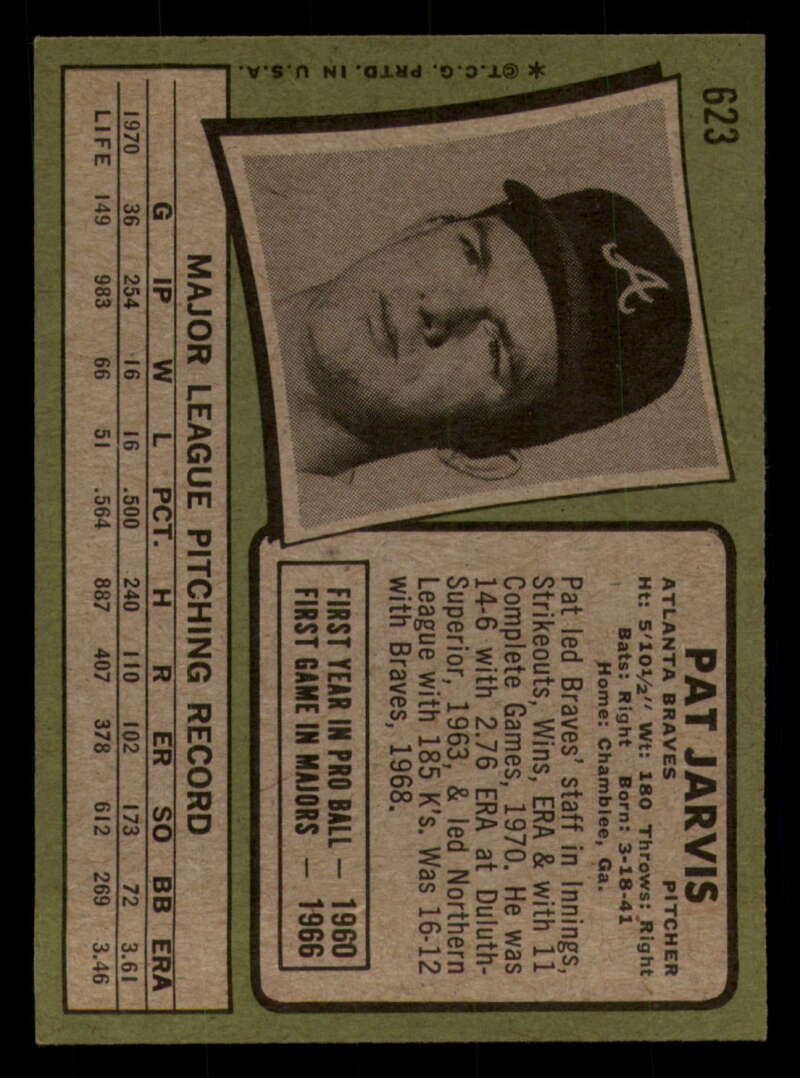 623
PAT JARVIS
ATLANTA BRAVES PITCHER
Ht: 5'10½" Wt: 180 Throws: Right
Bats: Right Born: 3-18-41
Home: Chamblee, Ga.
Pat led Braves' staff in Innings,
Strikeouts, Wins, ERA & with 11
Complete Games, 1970. He was
14-6 with 2.76 ERA at Duluth-
Superior, 1963, & led Northern
League with 185 K's. Was 16-12
with Braves, 1968.
FIRST YEAR IN PRO BALL — 1960
FIRST GAME IN MAJORS — 1966
A
✻ ©T.C.G. PRTD. IN U.S.A.
MAJOR LEAGUE PITCHING RECORD
G IP W L PCT. H R ER SO BB ERA
1970 36 254 16 16 .500 240 110 102 173 72 3.61
LIFE 149 983 66 51 .564 887 407 378 612 269 3.46